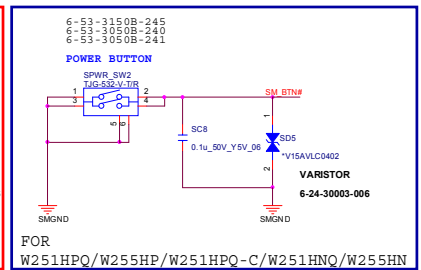 6-53-3150B-245
6-53-3050B-240
6-53-3050B-241
POWER BUTTON
SPWR_SW2
TJG-532-V-T/R
1 2
3 4
5 6
SM_BTN#
SC8
0.1u_50V_Y5V_06
1
SD5
*V15AVLC0402
2
VARISTOR
6-24-30003-006
SMGND SMGND
FOR
W251HPQ/W255HP/W251HPQ-C/W251HNQ/W255HN